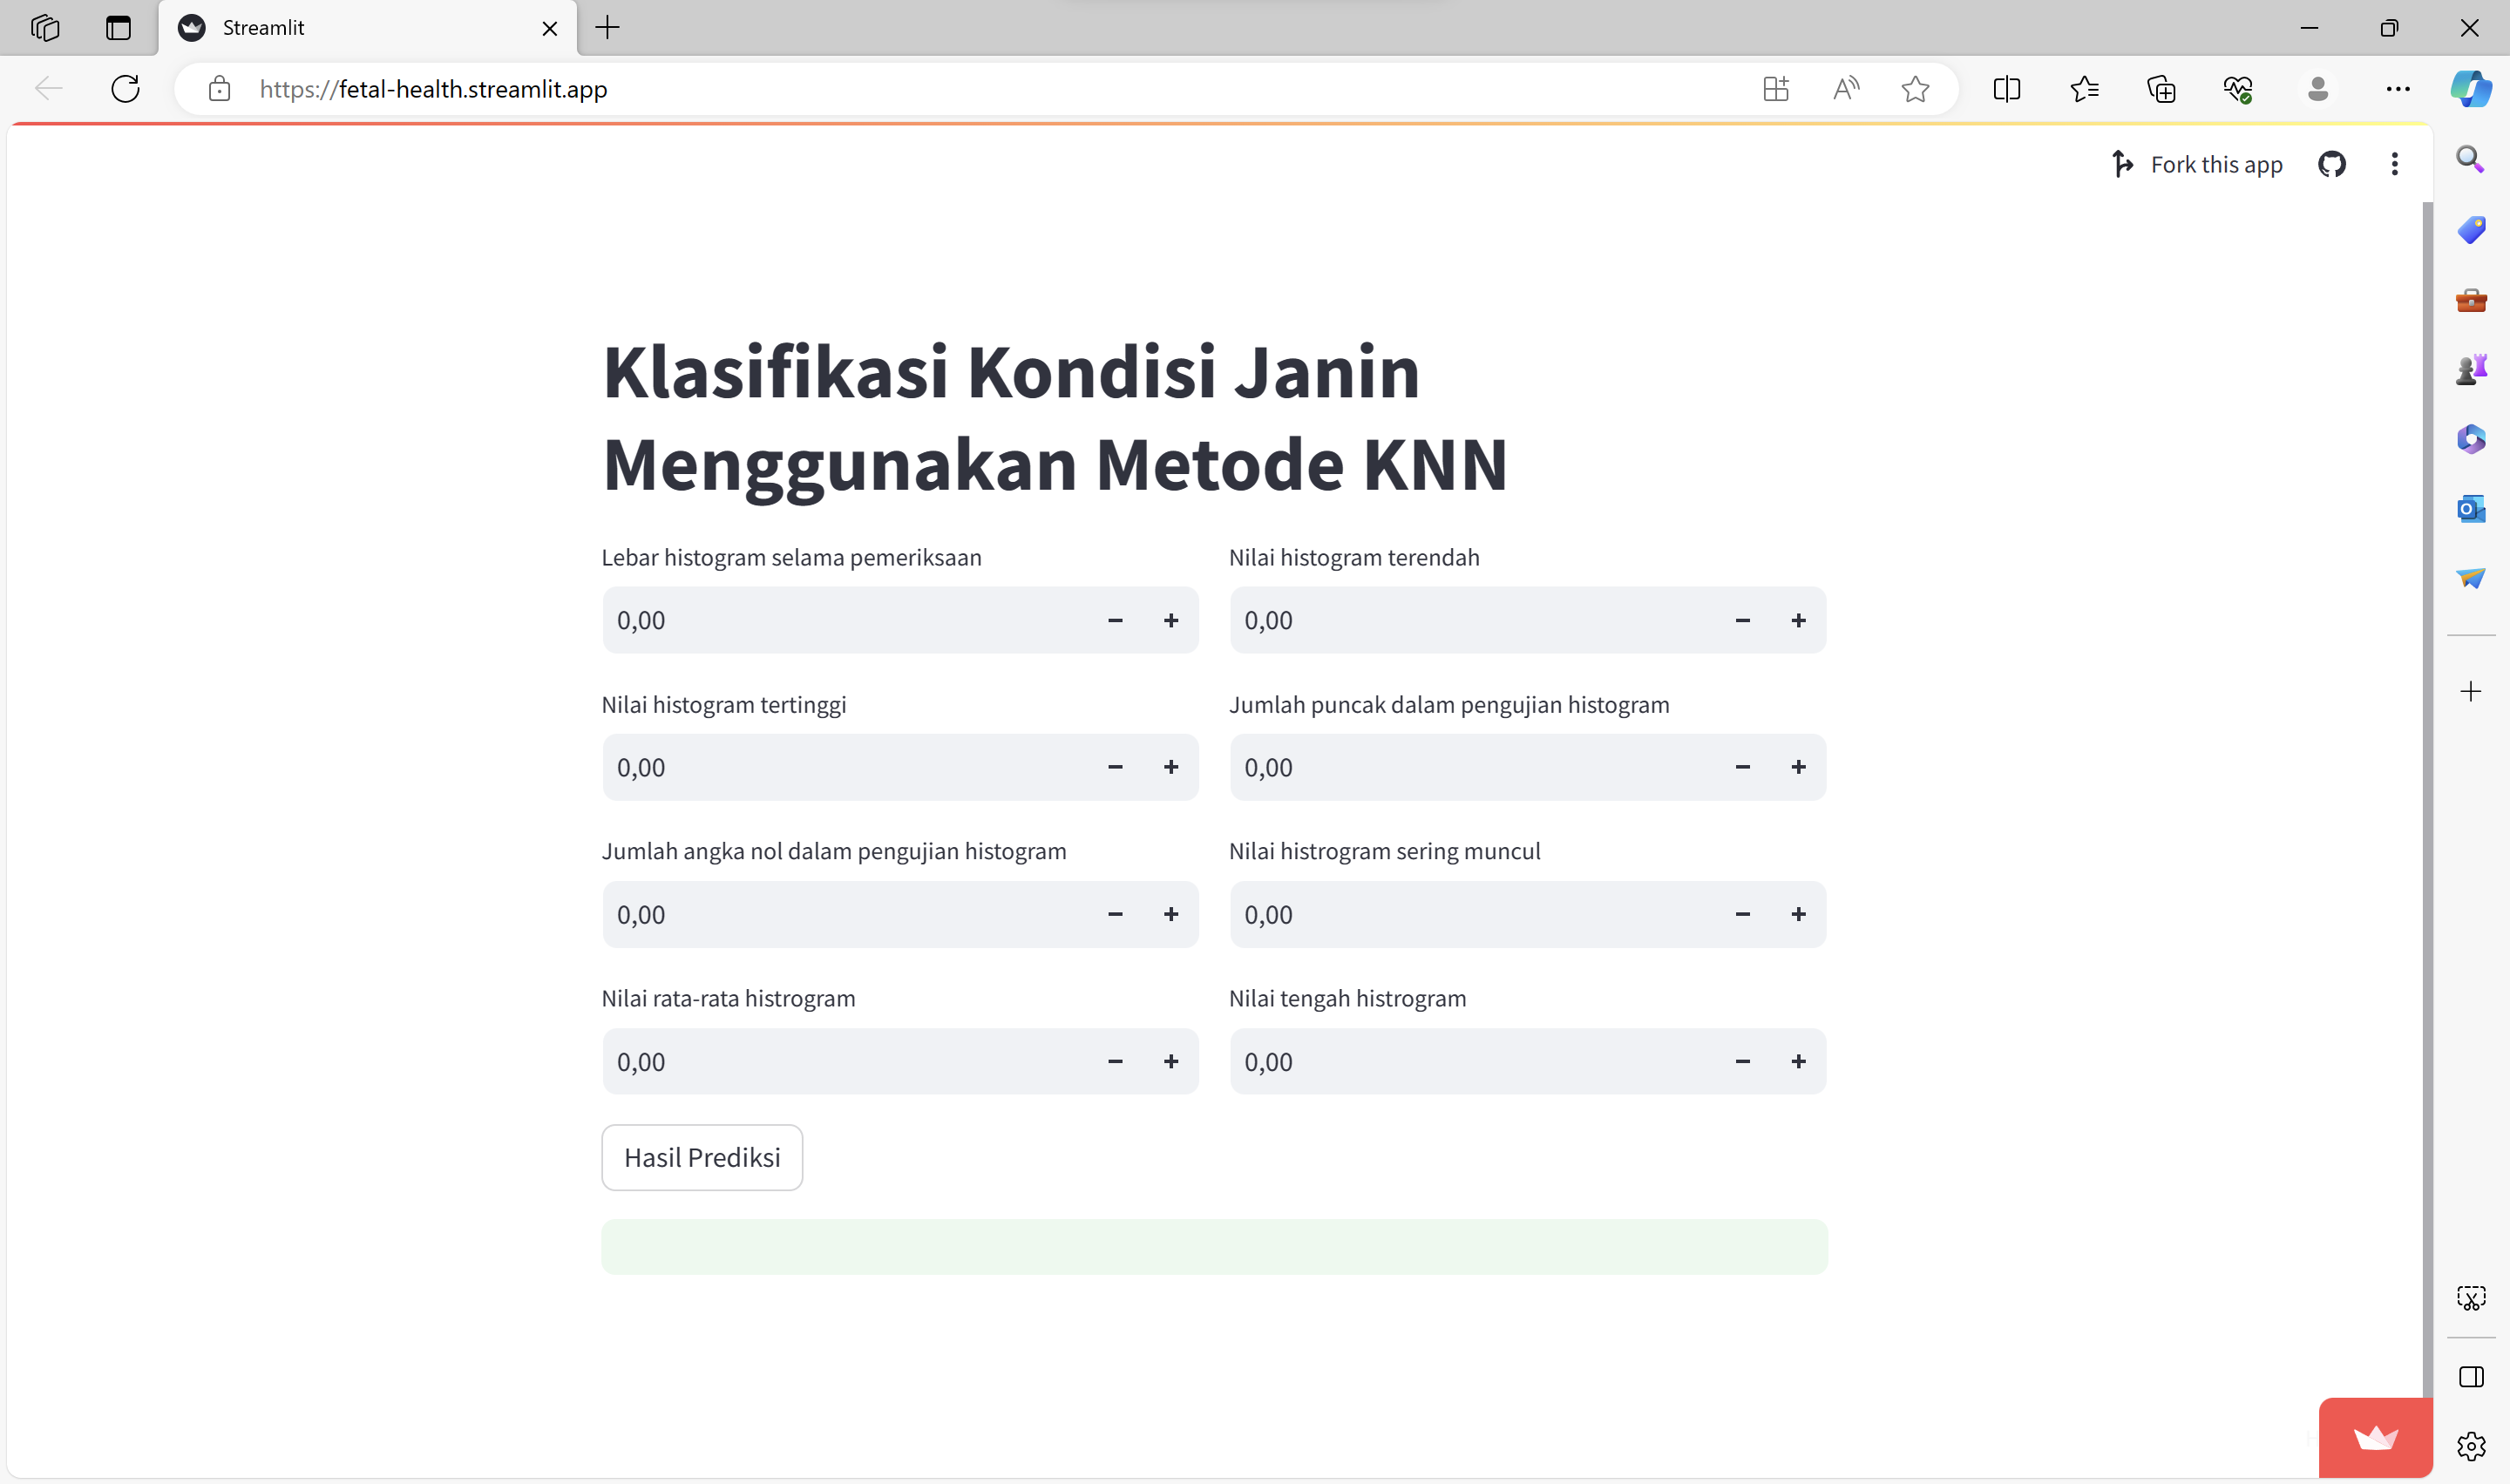 Streamlit
https://fetal-health.streamlit.app
Fork this app
Klasifikasi Kondisi Janin
Menggunakan Metode KNN
Lebar histogram selama pemeriksaan
Nilai histogram terendah
0,00
0,00
Nilai histogram tertinggi
Jumlah puncak dalam pengujian histogram
0,00
0,00
Jumlah angka nol dalam pengujian histogram
Nilai histrogram sering muncul
0,00
0,00
Nilai rata-rata histrogram
Nilai tengah histrogram
0,00
0,00
Hasil Prediksi